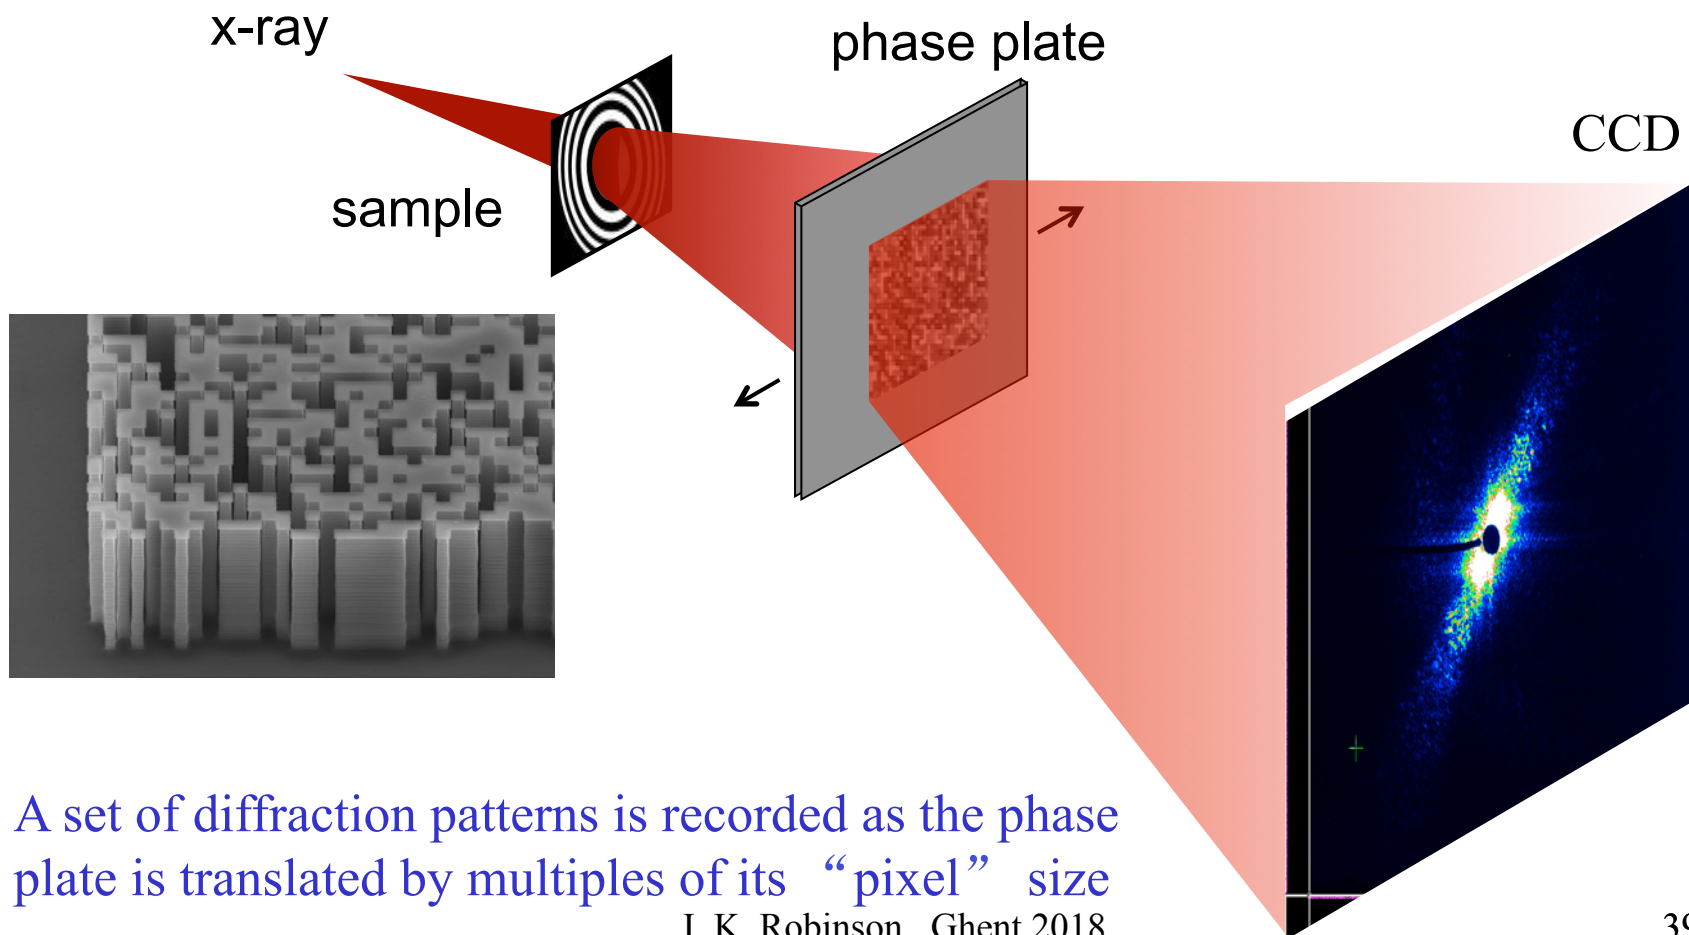 x-ray
phase plate
CCD
sample
A set of diffraction patterns is recorded as the phase
plate is translated by multiples of its “pixel” size
I. K. Robinson, Ghent 2018
39